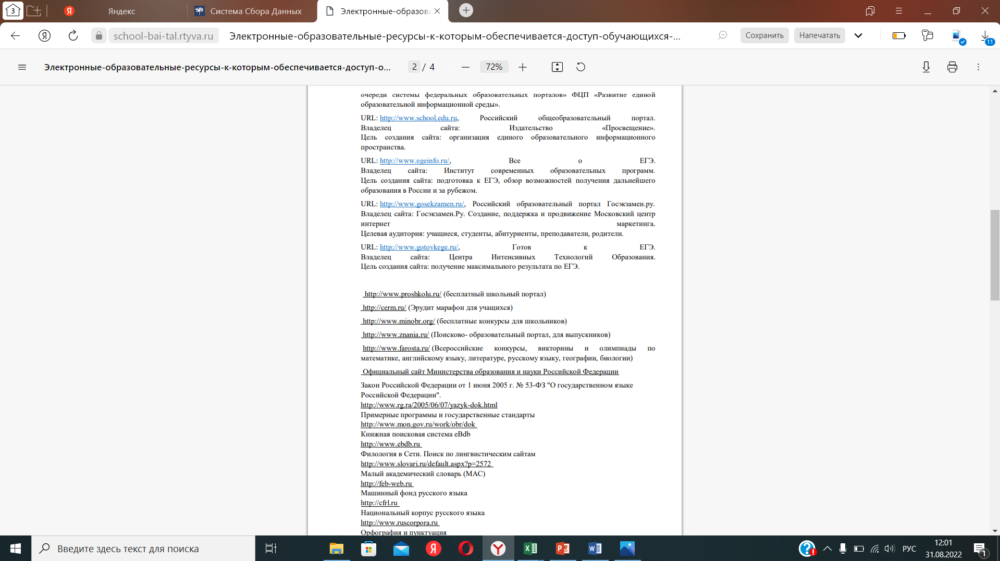 3
Яндекс
Система Сбора Данных
Электронные-образова
school-bai-tal.rtyva.ru
Электронные-образовательные-ресурсы-к-которым-обеспечивается-доступ-обучающихся-...
Сохранить
Напечатать
11
Электронные-образовательные-ресурсы-к-которым-обеспечивается-доступ-о...
2 / 4
72%
очереди системы федеральных образовательных порталов» ФЦП «Развитие единой
образовательной информационной среды».
URL: http://www.school.edu.ru, Российский общеобразовательный портал.
Владелец сайта: Издательство «Просвещение».
Цель создания сайта: организация единого образовательного информационного
пространства.
URL: http://www.egeinfo.ru/, Все о ЕГЭ.
Владелец сайта: Институт современных образовательных программ.
Цель создания сайта: подготовка к ЕГЭ, обзор возможностей получения дальнейшего
образования в России и за рубежом.
URL: http://www.gosekzamen.ru/, Российский образовательный портал Госэкзамен.ру.
Владелец сайта: Госэкзамен.Ру. Создание, поддержка и продвижение Московский центр
интернет маркетинга.
Целевая аудитория: учащиеся, студенты, абитуриенты, преподаватели, родители.
URL: http://www.gotovkege.ru/, Готов к ЕГЭ.
Владелец сайта: Центра Интенсивных Технологий Образования.
Цель создания сайта: получение максимального результата по ЕГЭ.
http://www.proshkolu.ru/ (бесплатный школьный портал)
http://cerm.ru/ (Эрудит марафон для учащихся)
http://www.minobr.org/ (бесплатные конкурсы для школьников)
http://www.znania.ru/ (Поисково- образовательный портал, для выпускников)
http://www.farosta.ru/ (Всероссийские конкурсы, викторины и олимпиады по
математике, английскому языку, литературе, русскому языку, географии, биологии)
Официальный сайт Министерства образования и науки Российской Федерации
Закон Российской Федерации от 1 июня 2005 г. № 53-ФЗ "О государственном языке
Российской Федерации".
http://www.rg.ra/2005/06/07/yazyk-dok.html
Примерные программы и государственные стандарты
http://www.mon.gov.ru/work/obr/dok
Книжная поисковая система eBdb
http://www.ebdb.ru
Филология в Сети. Поиск по лингвистическим сайтам
http://www.slovari.ru/default.aspx?p=2572
Малый академический словарь (МАС)
http://feb-web.ru
Машинный фонд русского языка
http://cfrl.ru
Национальный корпус русского языка
http://www.ruscorpora.ru
Орфография и пунктуация
Введите здесь текст для поиска
РУС
12:01
31.08.2022
1